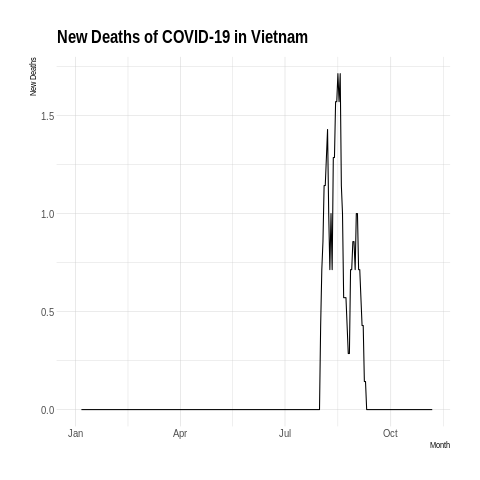 New Deaths of COVID-19 in Vietnam
New Deaths
1.5
1.0
0.5
0.0
Jan Apr Jul Oct
Month